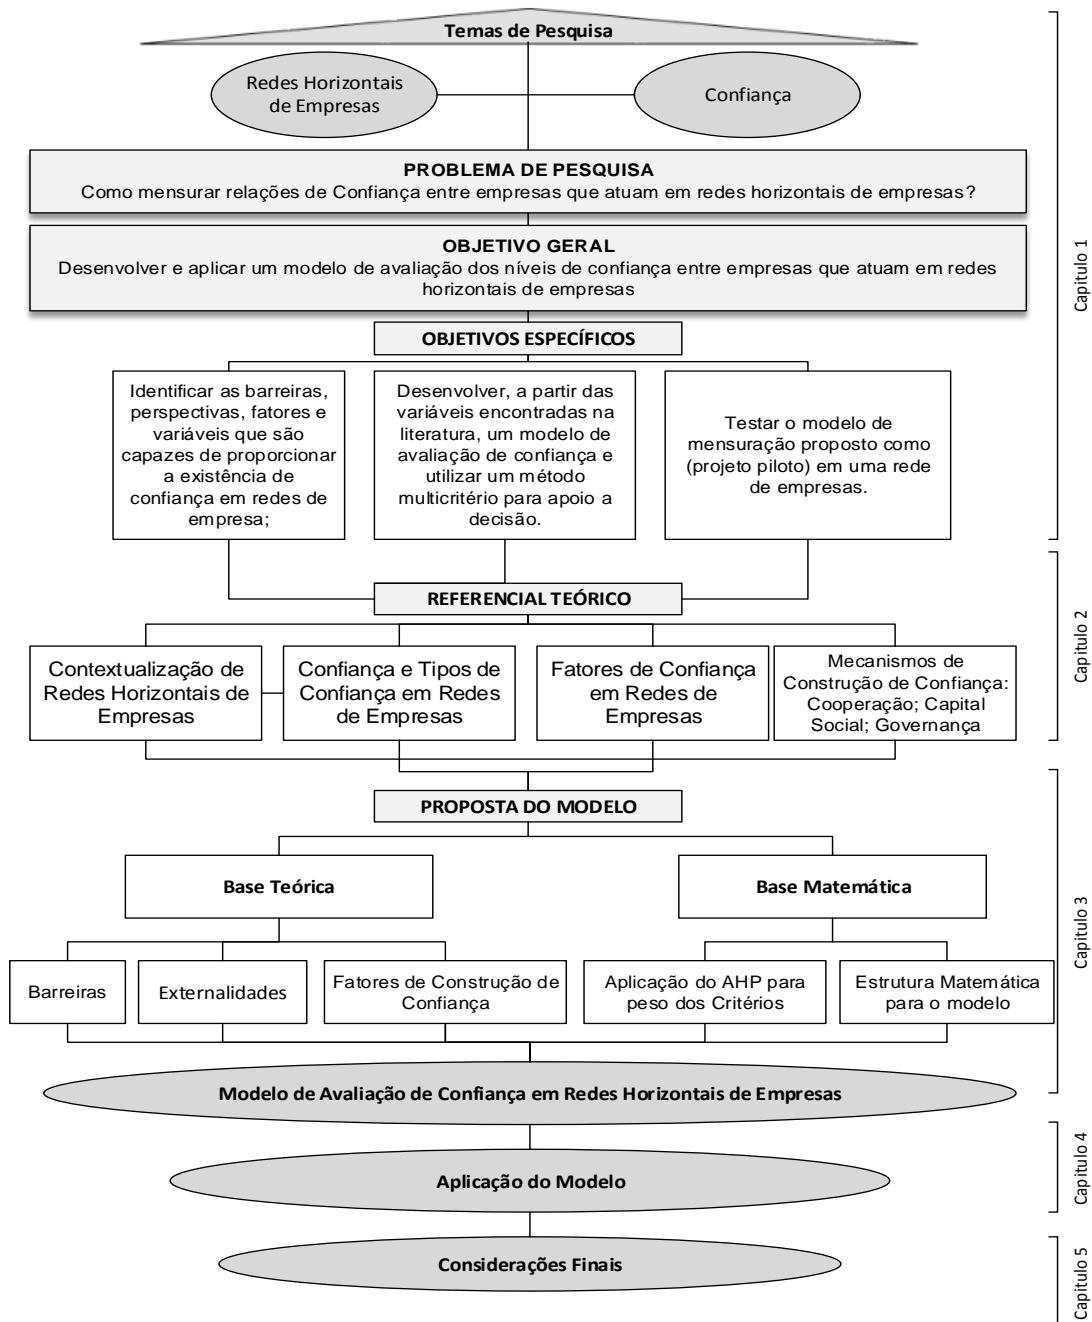 Temas de Pesquisa
Redes Horizontais
de Empresas
Confiança
PROBLEMA DE PESQUISA
Como mensurar relações de Confiança entre empresas que atuam em redes horizontais de empresas?
OBJETIVO GERAL
Desenvolver e aplicar um modelo de avaliação dos níveis de confiança entre empresas que atuam em redes
horizontais de empresas
Capitulo 1
OBJETIVOS ESPECÍFICOS
Identificar as barreiras,
perspectivas, fatores e
variáveis que são
capazes de proporcionar
a existência de
confiança em redes de
empresa;
Desenvolver, a partir das
variáveis encontradas na
literatura, um modelo de
avaliação de confiança e
utilizar um método
multicritério para apoio a
decisão.
Testar o modelo de
mensuração proposto como
(projeto piloto) em uma rede
de empresas.
REFERENCIAL TEÓRICO
Contextualização de
Redes Horizontais de
Empresas
Confiança e Tipos de
Confiança em Redes
de Empresas
Fatores de Confiança
em Redes de
Empresas
Mecanismos de
Construção de Confiança:
Cooperação; Capital
Social; Governança
Capitulo 2
PROPOSTA DO MODELO
Base Teórica
Base Matemática
Barreiras
Externalidades
Fatores de Construção de
Confiança
Aplicação do AHP para
peso dos Critérios
Estrutura Matemática
para o modelo
Capitulo 3
Modelo de Avaliação de Confiança em Redes Horizontais de Empresas
Aplicação do Modelo
Capitulo 4
Considerações Finais
Capitulo 5